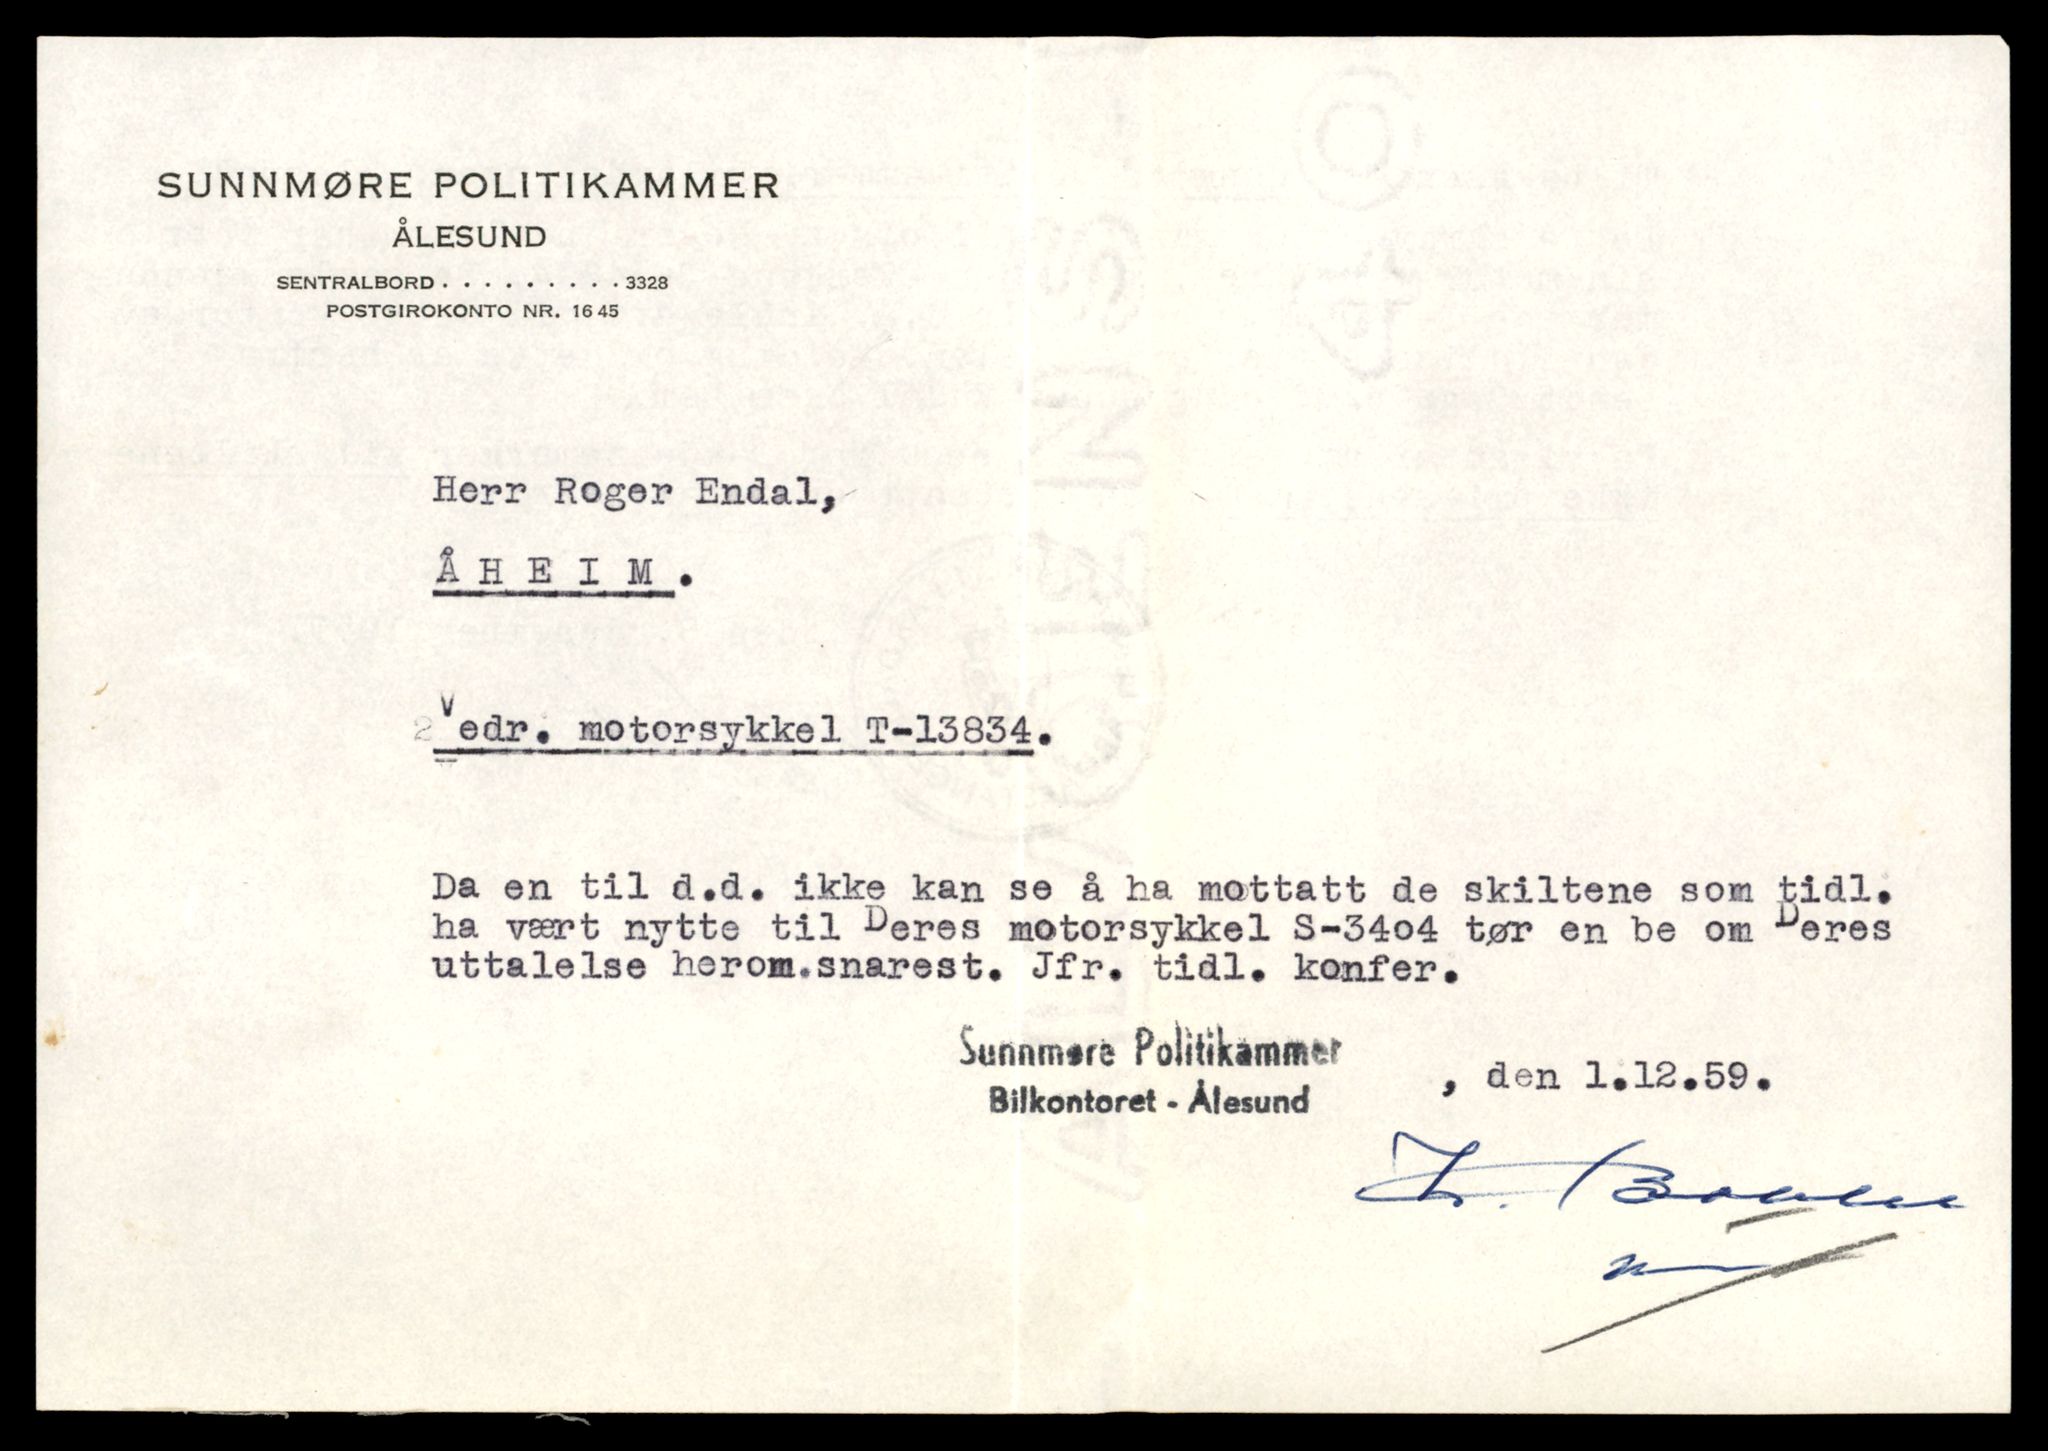 SUNNMØRE POLITIKAMMER
ÅLESUND
SENTRALBORD . . . . . . . . . 3328
POSTGIROKONTO NR. 1645
Herr Roger Endal,
ÅHEIM.
Vedr. motorsykkel T-13834.
Da en til d.d. ikke kan se å ha mottatt de skiltene som tidl.
ha vært nytte til Deres motorsykkel S-3404 tør en be om Deres
uttalelse herom.snarest. Jfr. tidl. konfer.
Sunnmøre Politikammer
Bilkontoret - Ålesund
, den 1.12.59.